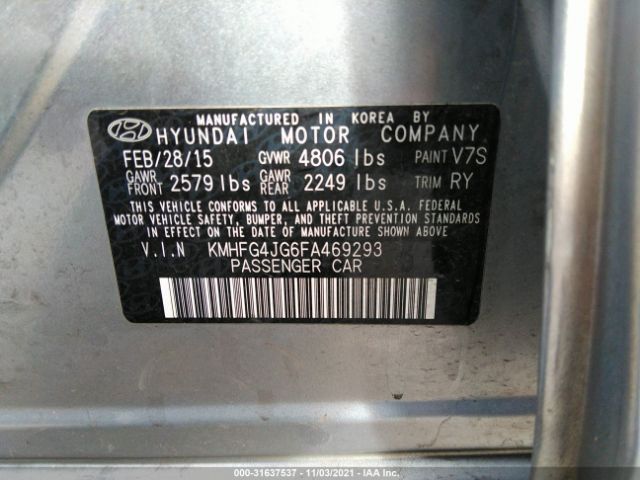 MANUFACTURED IN KOREA BY
HYUNDAI MOTOR COMPANY
FEB/28/15 GVWR 4806 lbs PAINT V7S
GAWR FRONT 2579 lbs GAWR REAR 2249 lbs TRIM RY
THIS VEHICLE CONFORMS TO ALL APPLICABLE U.S.A. FEDERAL
MOTOR VEHICLE SAFETY, BUMPER, AND THEFT PREVENTION STANDARDS
IN EFFECT ON THE DATE OF MANUFACTURE SHOWN ABOVE.
V.I.N KMHFG4JG6FA469293
PASSENGER CAR
000-31637537 - 11/03/2021 - IAA Inc.